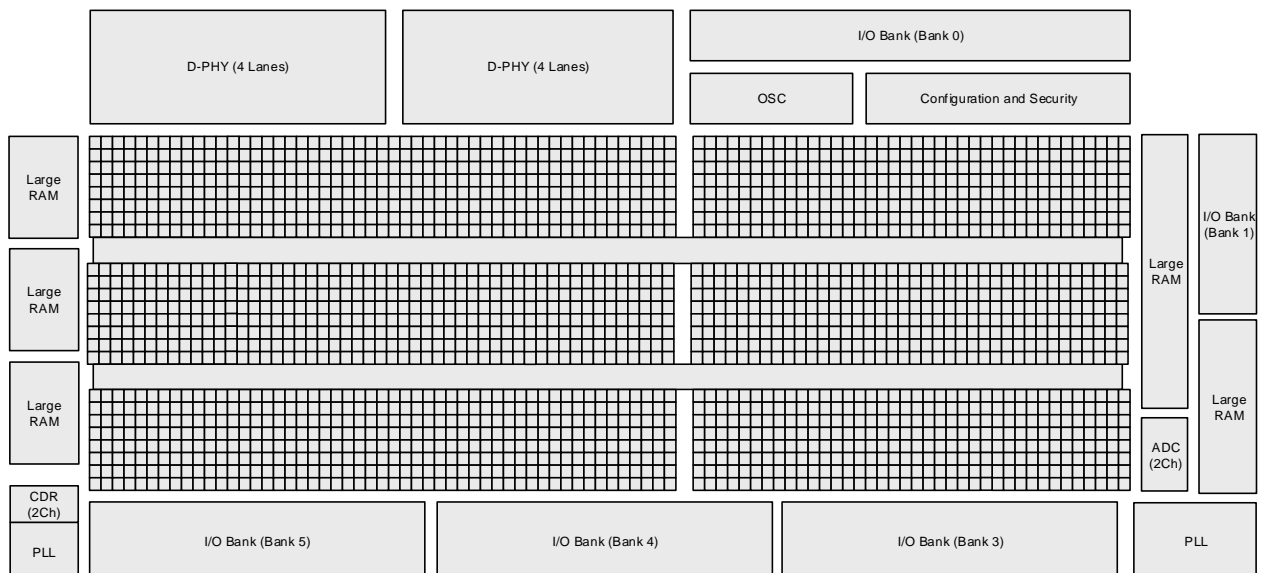 D-PHY (4 Lanes)
D-PHY (4 Lanes)
I/O Bank (Bank 0)
OSC
Configuration and Security
Large
RAM
Large
RAM
Large
RAM
Large
RAM
I/O Bank
(Bank 1)
Large
RAM
ADC
(2Ch)
CDR
(2Ch)
PLL
I/O Bank (Bank 5)
I/O Bank (Bank 4)
I/O Bank (Bank 3)
PLL